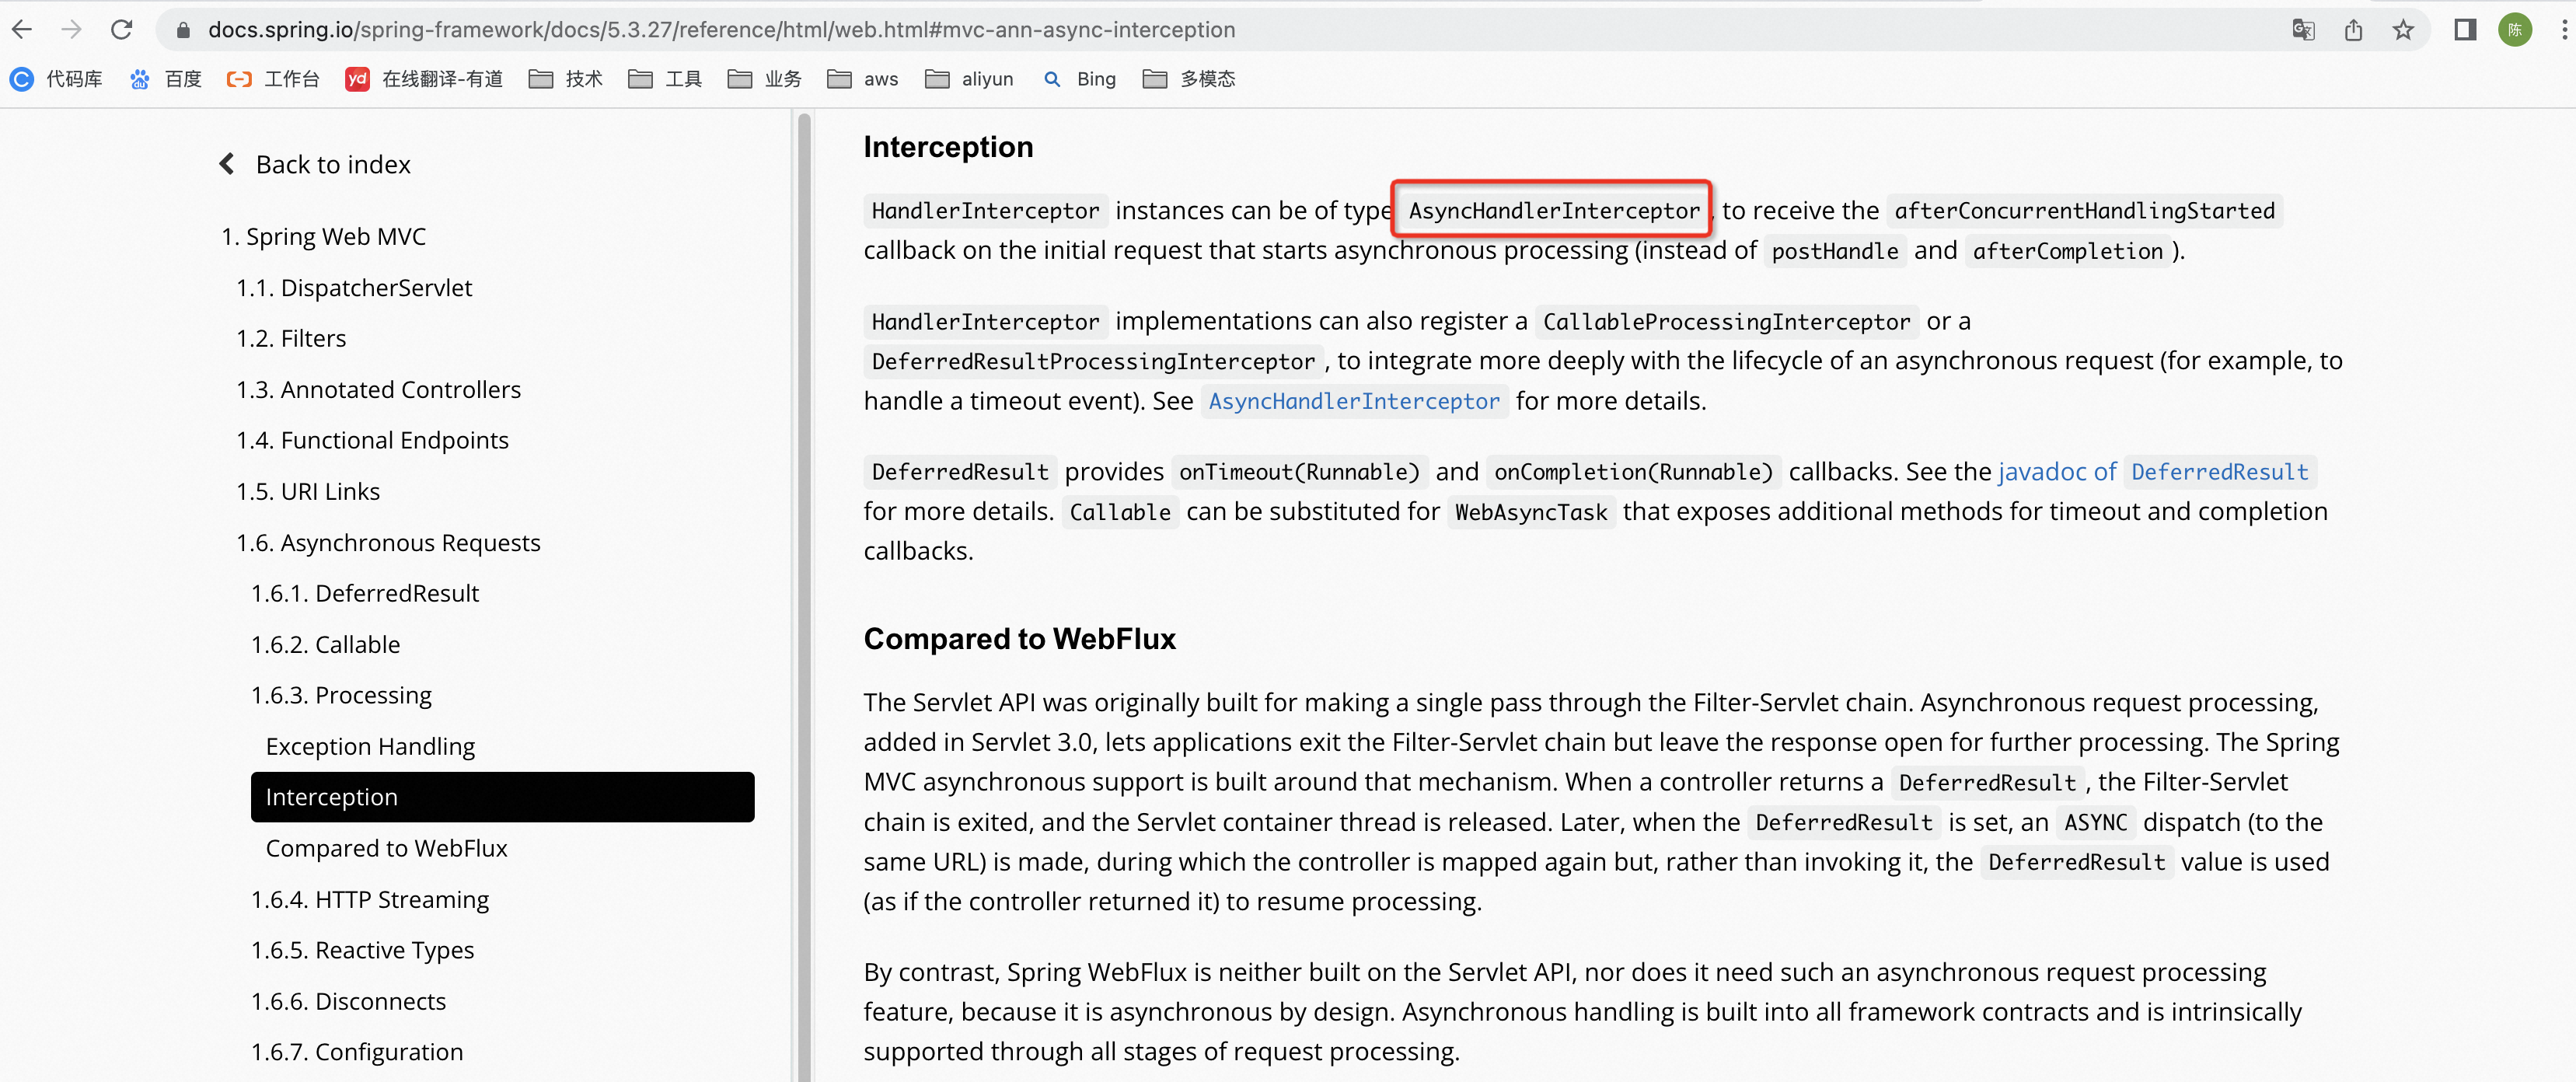 docs.spring.io/spring-framework/docs/5.3.27/reference/html/web.html#mvc-ann-async-interception
陈
代码库 百度 工作台 yd 在线翻译-有道 技术 工具 业务 aws aliyun Bing 多模态
Back to index
1. Spring Web MVC
1.1. DispatcherServlet
1.2. Filters
1.3. Annotated Controllers
1.4. Functional Endpoints
1.5. URI Links
1.6. Asynchronous Requests
1.6.1. DeferredResult
1.6.2. Callable
1.6.3. Processing
Exception Handling
Interception
Compared to WebFlux
1.6.4. HTTP Streaming
1.6.5. Reactive Types
1.6.6. Disconnects
1.6.7. Configuration
Interception
HandlerInterceptor instances can be of type AsyncHandlerInterceptor, to receive the afterConcurrentHandlingStarted
callback on the initial request that starts asynchronous processing (instead of postHandle and afterCompletion).
HandlerInterceptor implementations can also register a CallableProcessingInterceptor or a
DeferredResultProcessingInterceptor, to integrate more deeply with the lifecycle of an asynchronous request (for example, to
handle a timeout event). See AsyncHandlerInterceptor for more details.
DeferredResult provides onTimeout(Runnable) and onCompletion(Runnable) callbacks. See the javadoc of DeferredResult
for more details. Callable can be substituted for WebAsyncTask that exposes additional methods for timeout and completion
callbacks.
Compared to WebFlux
The Servlet API was originally built for making a single pass through the Filter-Servlet chain. Asynchronous request processing,
added in Servlet 3.0, lets applications exit the Filter-Servlet chain but leave the response open for further processing. The Spring
MVC asynchronous support is built around that mechanism. When a controller returns a DeferredResult, the Filter-Servlet
chain is exited, and the Servlet container thread is released. Later, when the DeferredResult is set, an ASYNC dispatch (to the
same URL) is made, during which the controller is mapped again but, rather than invoking it, the DeferredResult value is used
(as if the controller returned it) to resume processing.
By contrast, Spring WebFlux is neither built on the Servlet API, nor does it need such an asynchronous request processing
feature, because it is asynchronous by design. Asynchronous handling is built into all framework contracts and is intrinsically
supported through all stages of request processing.